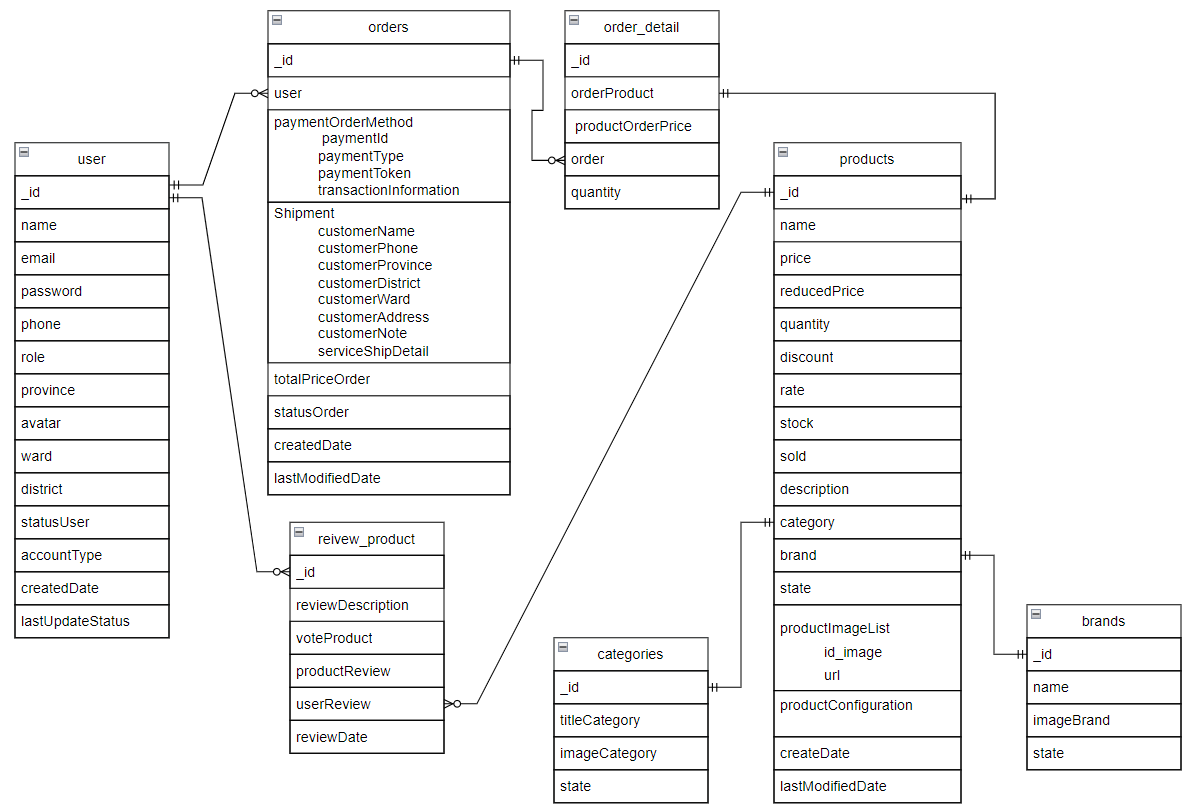 orders
_id
user
paymentOrderMethod
paymentId
paymentType
paymentToken
transactionInformation
Shipment
customerName
customerPhone
customerProvince
customerDistrict
customerWard
customerAddress
customerNote
serviceShipDetail
totalPriceOrder
statusOrder
createdDate
lastModifiedDate
order_detail
_id
orderProduct
productOrderPrice
order
quantity
user
_id
name
email
password
phone
role
province
avatar
ward
district
statusUser
accountType
createdDate
lastUpdateStatus
products
_id
name
price
reducedPrice
quantity
discount
rate
stock
sold
description
category
brand
state
productImageList
id_image
url
productConfiguration
createDate
lastModifiedDate
reivew_product
_id
reviewDescription
voteProduct
productReview
userReview
reviewDate
categories
_id
titleCategory
imageCategory
state
brands
_id
name
imageBrand
state